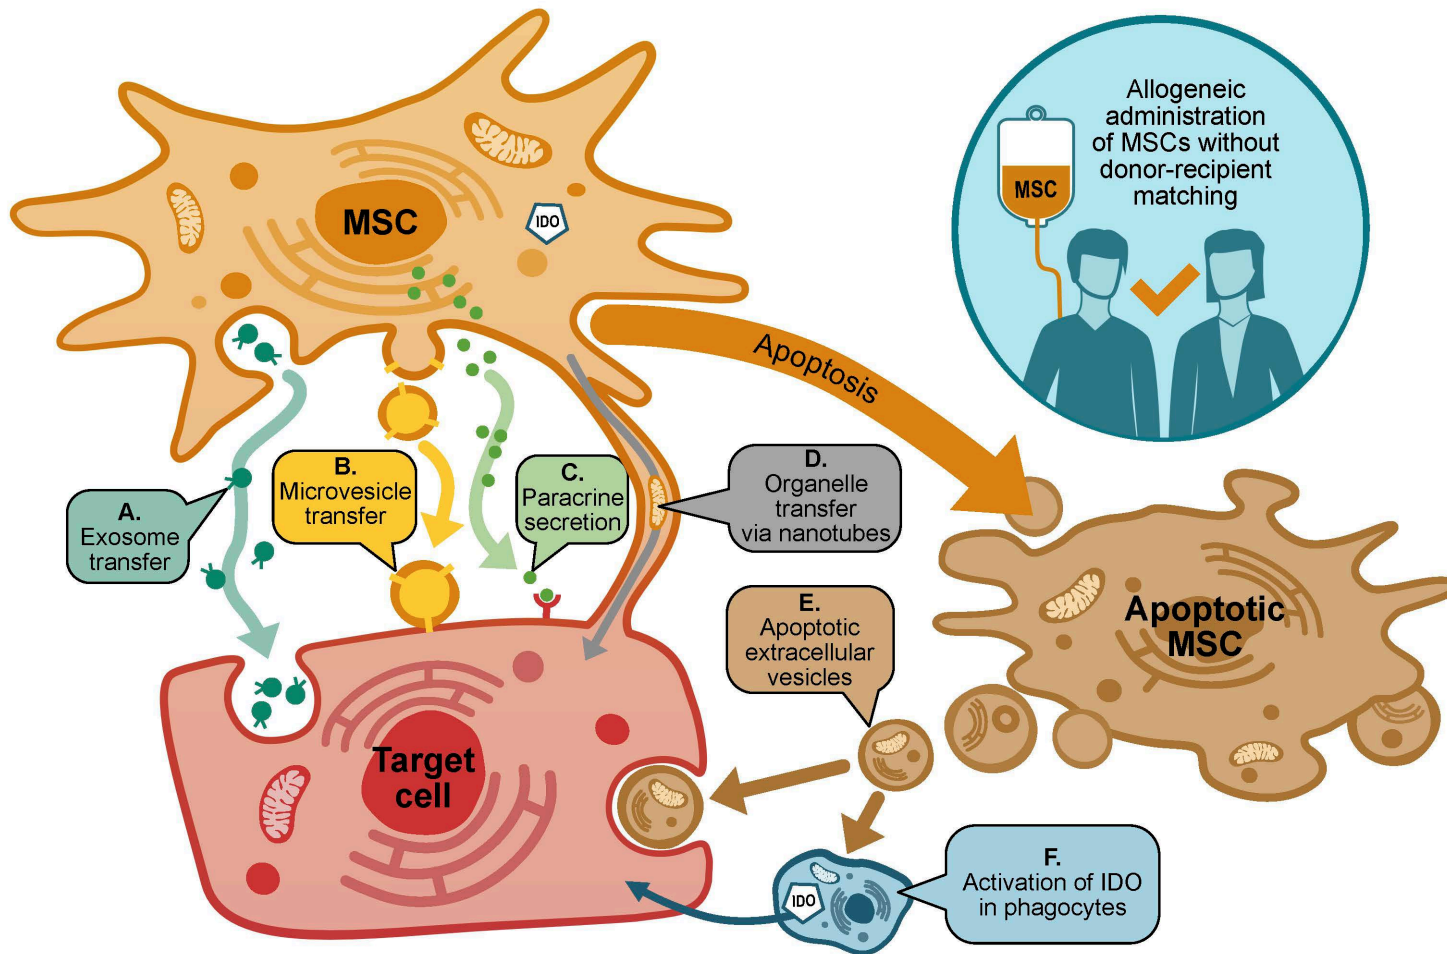 MSC
IDO
Allogeneic
administration
of MSCs without
donor-recipient
matching
MSC
Apoptosis
A.
Exosome
transfer
B.
Microvesicle
transfer
C.
Paracrine
secretion
D.
Organelle
transfer
via nanotubes
E.
Apoptotic
extracellular
vesicles
Apoptotic
MSC
Target
cell
F.
Activation of IDO
in phagocytes
IDO